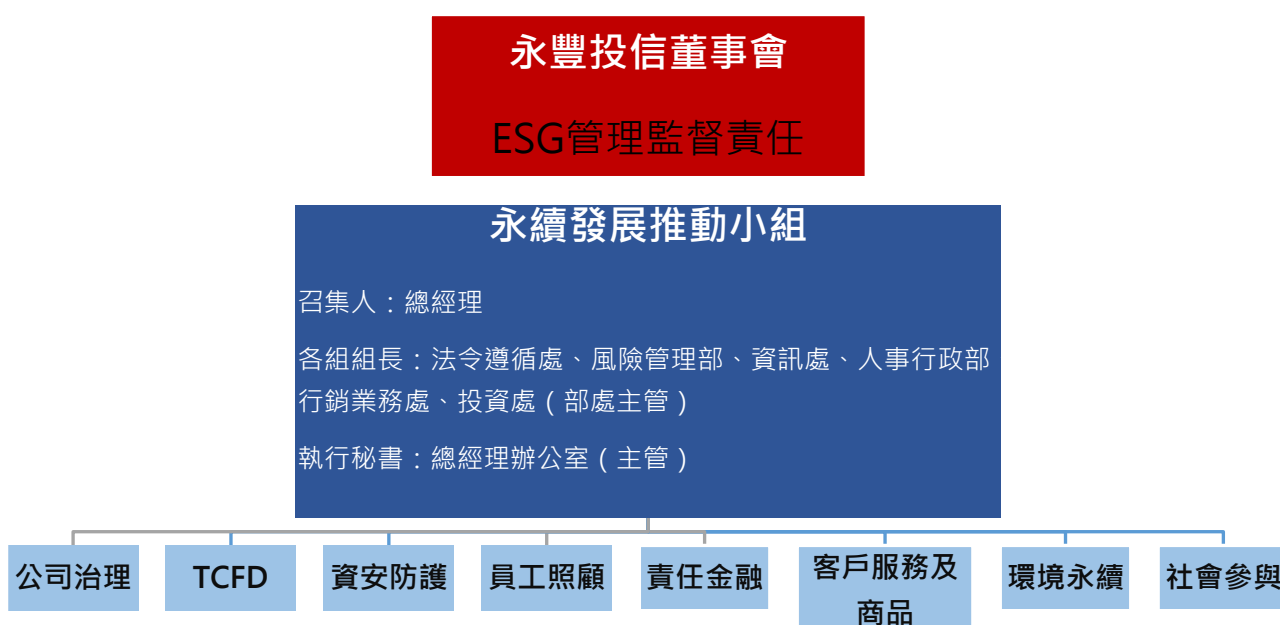 永豐投信董事會
ESG管理監督責任
永續發展推動小組
召集人：總經理
各組組長：法令遵循處、風險管理部、資訊處、人事行政部
行銷業務處、投資處（部處主管）
執行秘書：總經理辦公室（主管）
公司治理
TCFD
資安防護
員工照顧
責任金融
客戶服務及
商品
環境永續
社會參與